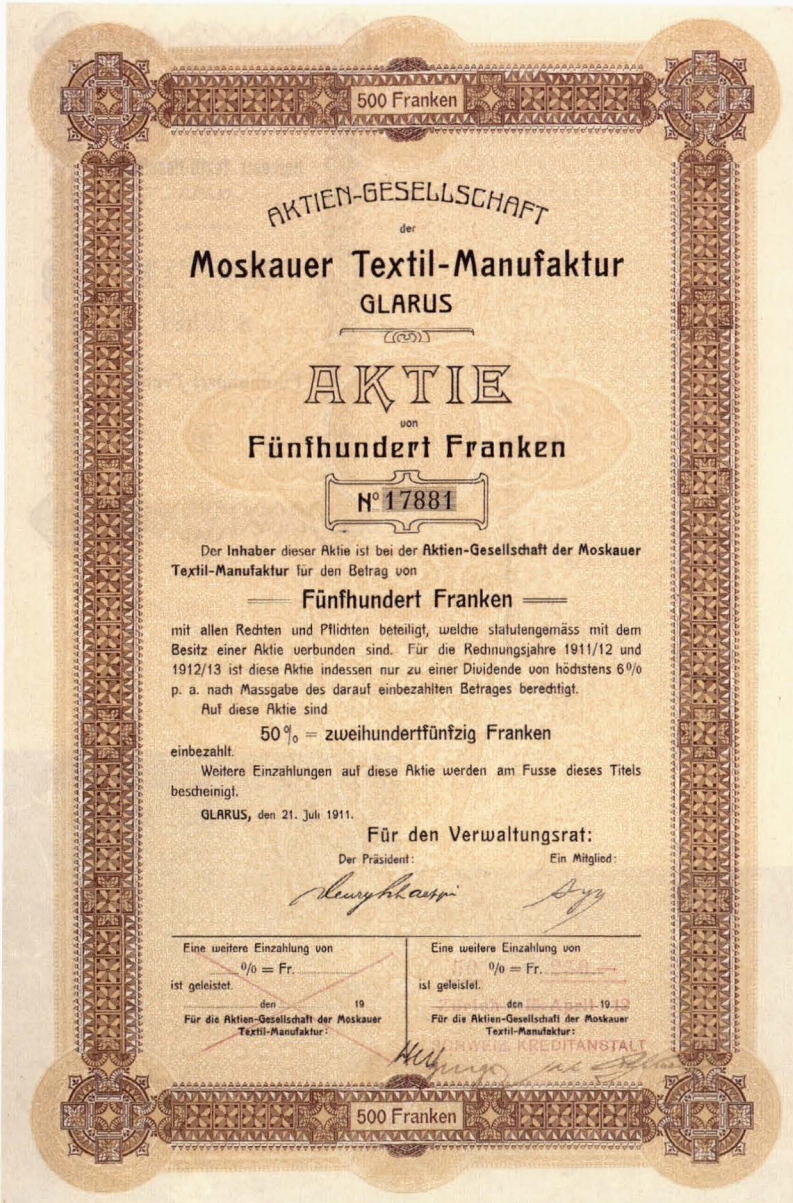 500 Franken
AKTIEN-GESELLSCHAFT
der
Moskauer Textil-Manufaktur
GLARUS
AKTIE
von
Fünfhundert Franken
No 17881
Der Inhaber dieser Aktie ist bei der Aktien-Gesellschaft der Moskauer
Textil-Manufaktur für den Betrag von
Fünfhundert Franken
mit allen Rechten und Pflichten beteiligt, welche statutengemäss mit dem
Besitz einer Aktie verbunden sind. Für die Rechnungsjahre 1911/12 und
1912/13 ist diese Aktie indessen nur zu einer Dividende von höchstens 6%
p. a. nach Massgabe des darauf einbezahlten Betrages berechtigt.
Auf diese Aktie sind
50% = zweihundertfünfzig Franken
einbezahlt.
Weitere Einzahlungen auf diese Aktie werden am Fusse dieses Titels
bescheinigt.
GLARUS, den 21. Juli 1911.
Für den Verwaltungsrat:
Der Präsident: Ein Mitglied:
Eine weitere Einzahlung von
% = Fr.
ist geleistet.
den 19
Für die Aktien-Gesellschaft der Moskauer
Textil-Manufaktur:
Eine weitere Einzahlung von
% = Fr.
ist geleistet.
Zürich den April 1912
Für die Aktien-Gesellschaft der Moskauer
Textil-Manufaktur:
SCHWEIZ. KREDITANSTALT
500 Franken